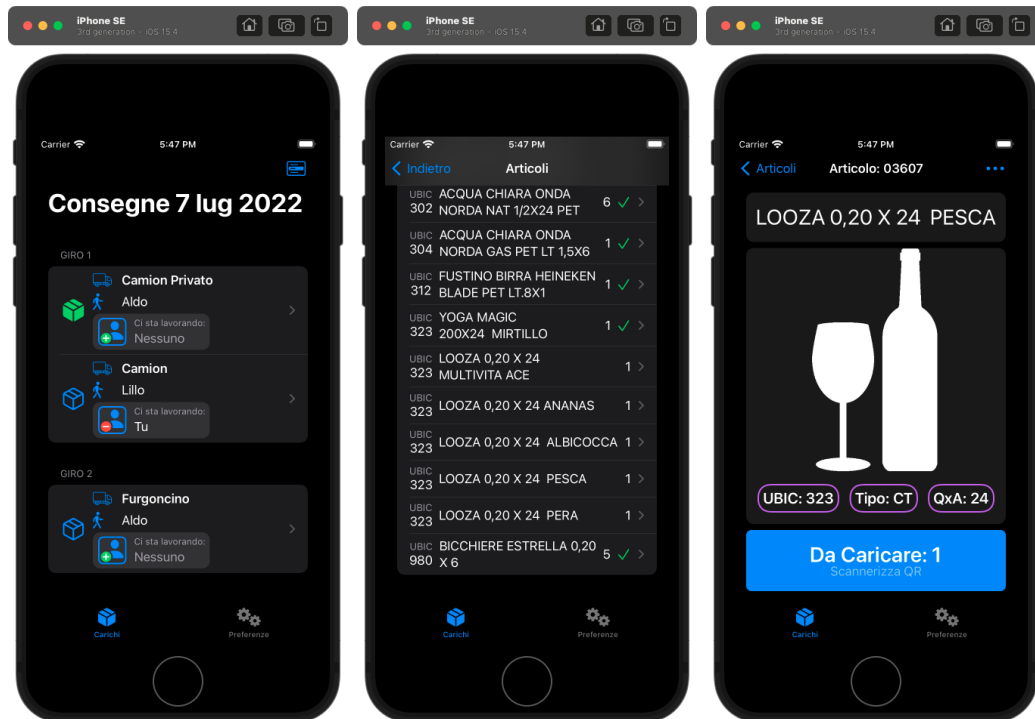 iPhone SE
3rd generation – iOS 15.4
Carrier
5:47 PM
Consegne 7 lug 2022
GIRO 1
Camion Privato
Aldo
Ci sta lavorando:
Nessuno
Camion
Lillo
Ci sta lavorando:
Tu
GIRO 2
Furgoncino
Aldo
Ci sta lavorando:
Nessuno
Carichi
Preferenze
iPhone SE
3rd generation – iOS 15.4
Carrier
5:47 PM
Indietro
Articoli
UBIC 302 ACQUA CHIARA ONDA
NORDA NAT 1/2X24 PET 6
UBIC 304 ACQUA CHIARA ONDA
NORDA GAS PET LT 1,5X6 1
UBIC 312 FUSTINO BIRRA HEINEKEN
BLADE PET LT.8X1 1
UBIC 323 YOGA MAGIC
200X24 MIRTILLO 1
UBIC 323 LOOZA 0,20 X 24
MULTIVITA ACE 1
UBIC 323 LOOZA 0,20 X 24 ANANAS 1
UBIC 323 LOOZA 0,20 X 24 ALBICOCCA 1
UBIC 323 LOOZA 0,20 X 24 PESCA 1
UBIC 323 LOOZA 0,20 X 24 PERA 1
UBIC 980 BICCHIERE ESTRELLA 0,20
X 6 5
Carichi
Preferenze
iPhone SE
3rd generation – iOS 15.4
Carrier
5:47 PM
Articoli
Articolo: 03607
LOOZA 0,20 X 24 PESCA
UBIC: 323
Tipo: CT
QxA: 24
Da Caricare: 1
Scannerizza QR
Carichi
Preferenze